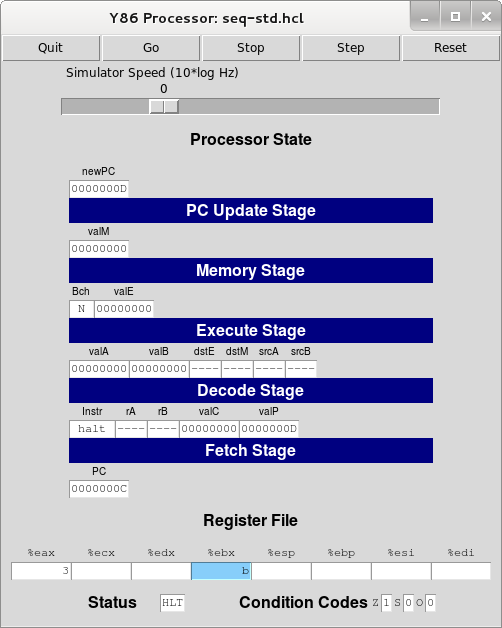 Y86 Processor: seq-std.hcl
Quit Go Stop Step Reset
Simulator Speed (10*log Hz)
0
Processor State
newPC
0000000D
PC Update Stage
valM
00000000
Memory Stage
Bch valE
N 00000000
Execute Stage
valA valB dstE dstM srcA srcB
00000000 00000000 ---- ---- ---- ----
Decode Stage
Instr rA rB valC valP
halt ---- ---- 00000000 0000000D
Fetch Stage
PC
0000000C
Register File
%eax %ecx %edx %ebx %esp %ebp %esi %edi
3 b
Status HLT Condition Codes Z 1 S 0 O 0